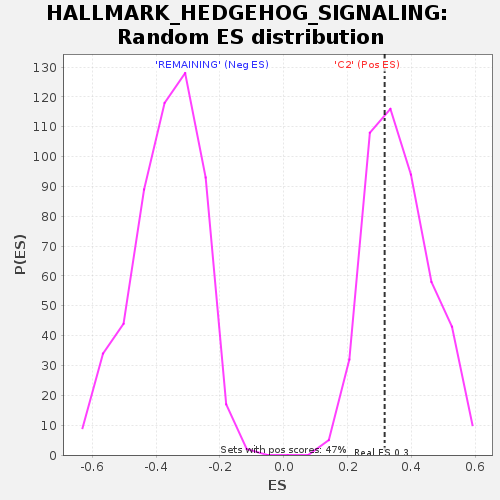 HALLMARK_HEDGEHOG_SIGNALING:
Random ES distribution
'REMAINING' (Neg ES)
'C2' (Pos ES)
130
120
110
100
90
80
70
60
50
40
30
20
10
0
P(ES)
Sets with pos scores: 47%
Real ES 0.3
-0.6
-0.4
-0.2
0.0
0.2
0.4
0.6
ES